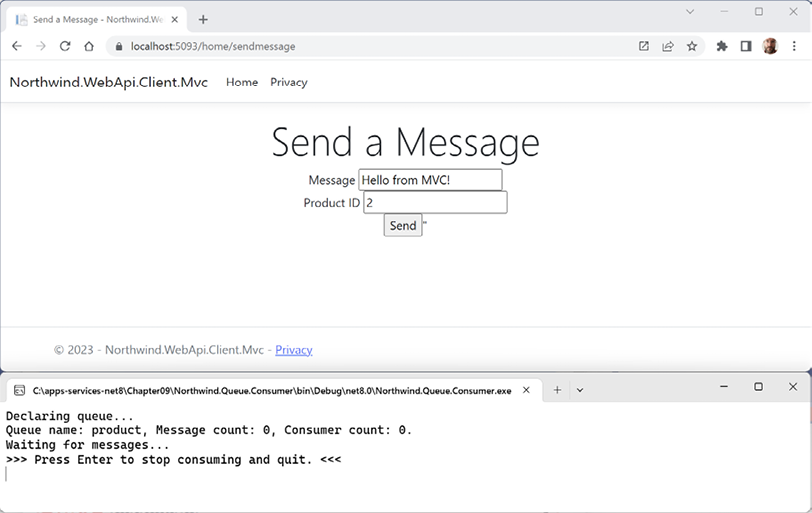 Send a Message - Northwind.We
localhost:5093/home/sendmessage
Northwind.WebApi.Client.Mvc Home Privacy
Send a Message
Message Hello from MVC!
Product ID 2
Send"
© 2023 - Northwind.WebApi.Client.Mvc - Privacy
C:\apps-services-net8\Chapter09\Northwind.Queue.Consumer\bin\Debug\net8.0\Northwind.Queue.Consumer.exe
Declaring queue...
Queue name: product, Message count: 0, Consumer count: 0.
Waiting for messages...
>>> Press Enter to stop consuming and quit. <<<